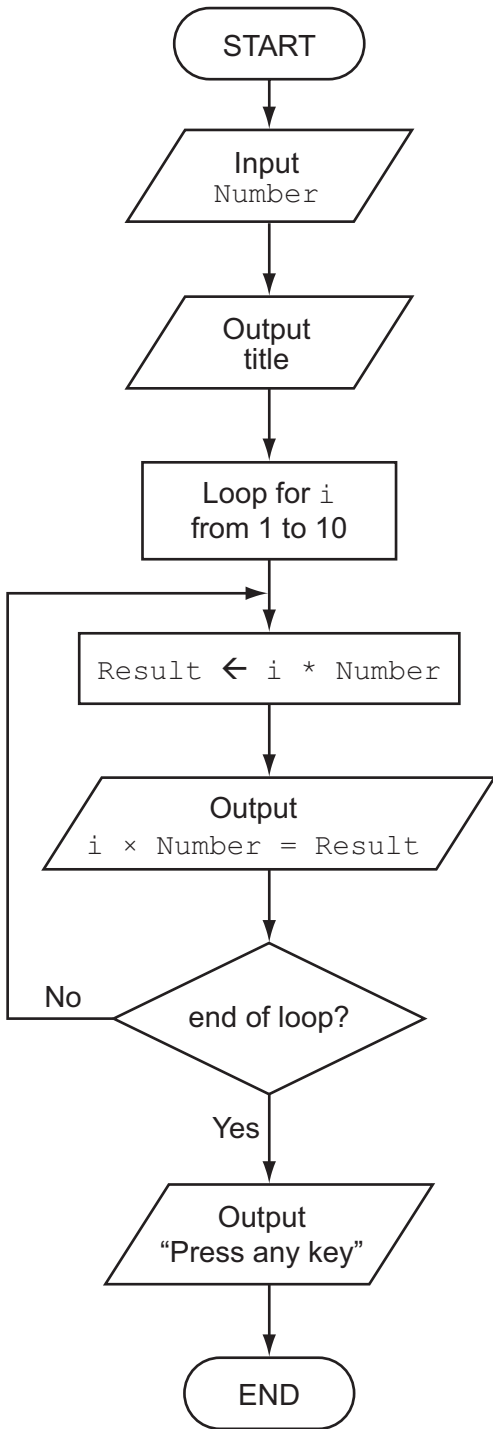 START
Input
Number
Output
title
Loop for i
from 1 to 10
Result ← i * Number
Output
i × Number = Result
end of loop?
No
Yes
Output
“Press any key”
END